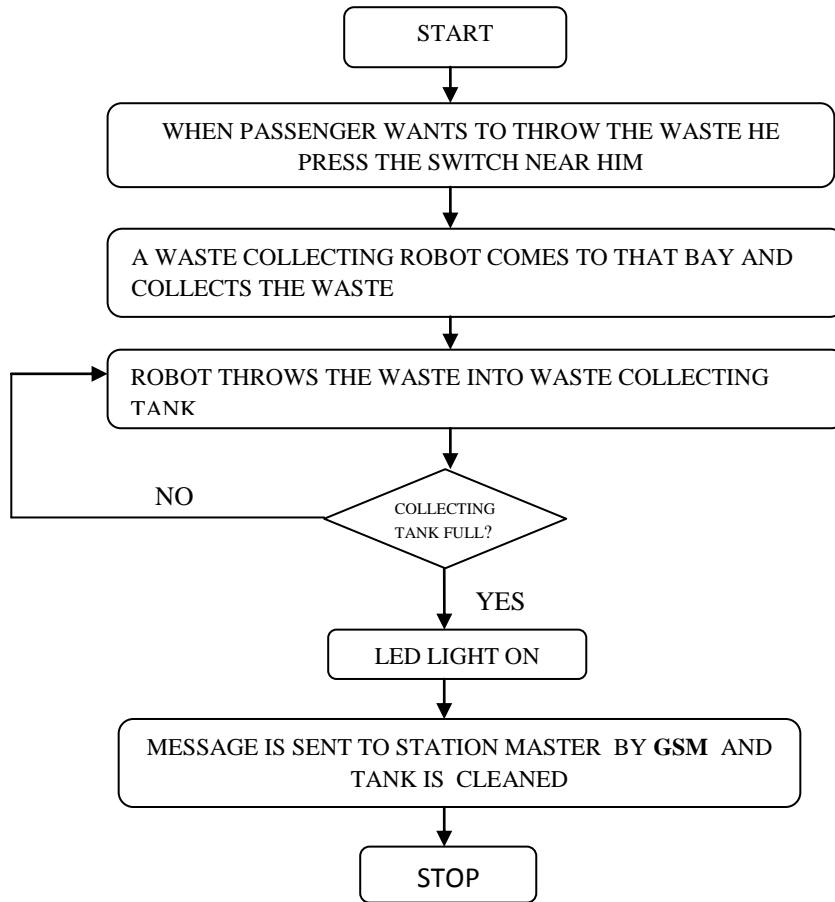 START
WHEN PASSENGER WANTS TO THROW THE WASTE HE
PRESS THE SWITCH NEAR HIM
A WASTE COLLECTING ROBOT COMES TO THAT BAY AND
COLLECTS THE WASTE
ROBOT THROWS THE WASTE INTO WASTE COLLECTING
TANK
NO
COLLECTING
TANK FULL?
YES
LED LIGHT ON
MESSAGE IS SENT TO STATION MASTER BY GSM AND
TANK IS CLEANED
STOP